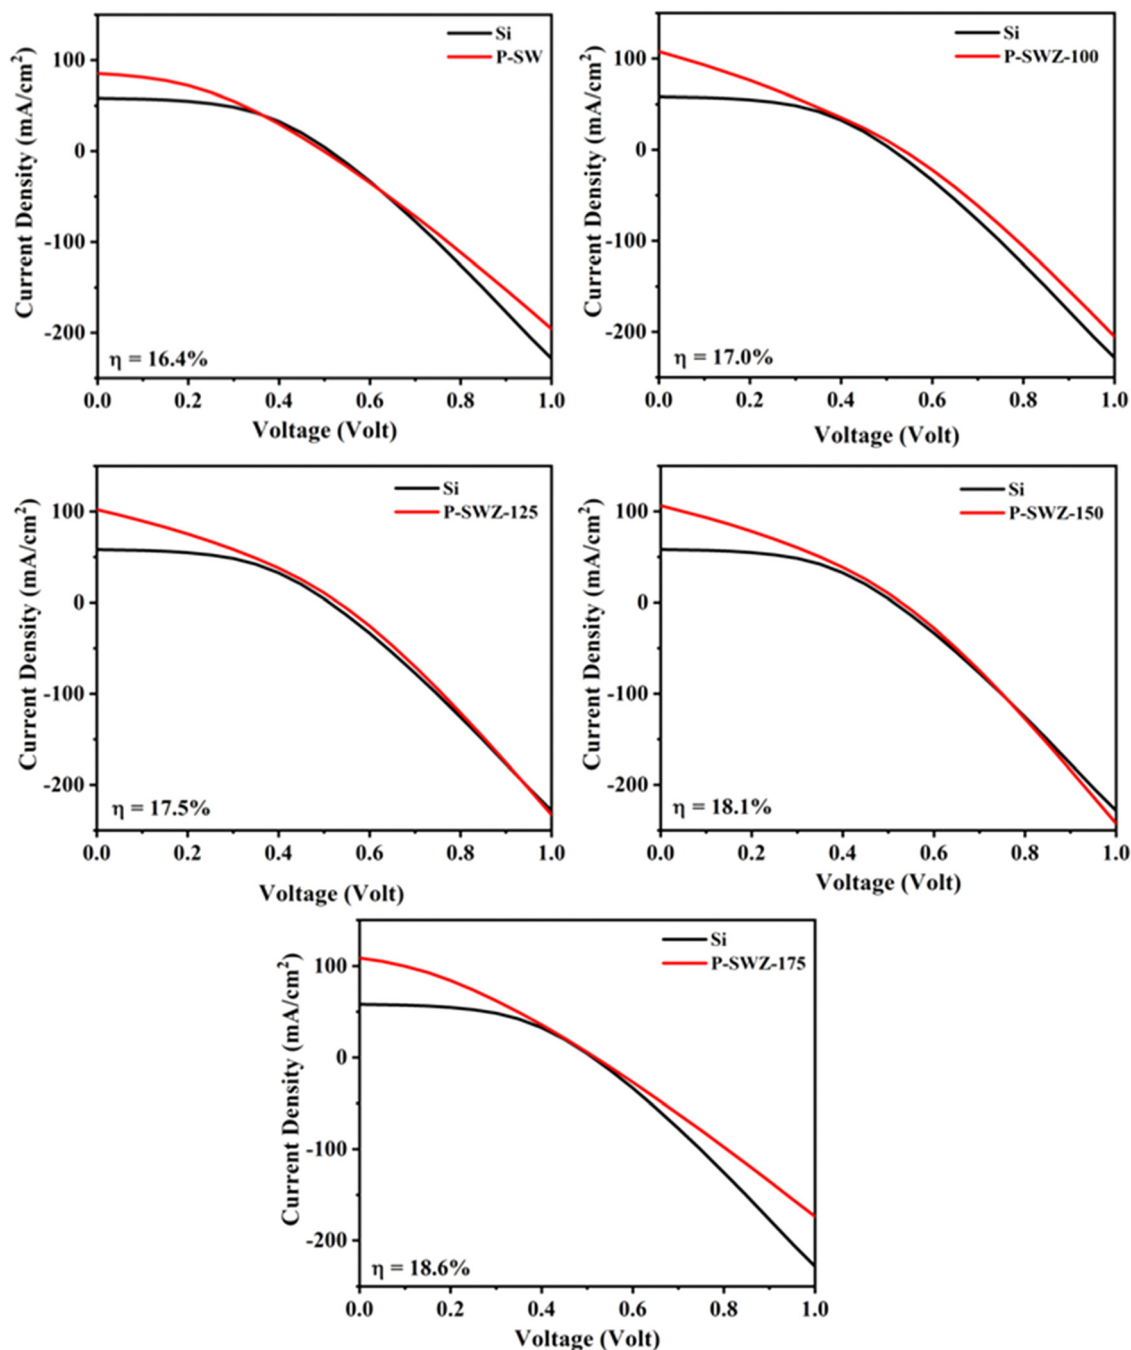 Si
P-SW
100
0
-100
-200
Current Density (mA/cm²)
η = 16.4%
0.0 0.2 0.4 0.6 0.8 1.0
Voltage (Volt)
Si
P-SWZ-100
100
0
-100
-200
Current Density (mA/cm²)
η = 17.0%
0.0 0.2 0.4 0.6 0.8 1.0
Voltage (Volt)
Si
P-SWZ-125
100
0
-100
-200
Current Density (mA/cm²)
η = 17.5%
0.0 0.2 0.4 0.6 0.8 1.0
Voltage (Volt)
Si
P-SWZ-150
100
0
-100
-200
Current Density (mA/cm²)
η = 18.1%
0.0 0.2 0.4 0.6 0.8 1.0
Voltage (Volt)
Si
P-SWZ-175
100
0
-100
-200
Current Density (mA/cm²)
η = 18.6%
0.0 0.2 0.4 0.6 0.8 1.0
Voltage (Volt)